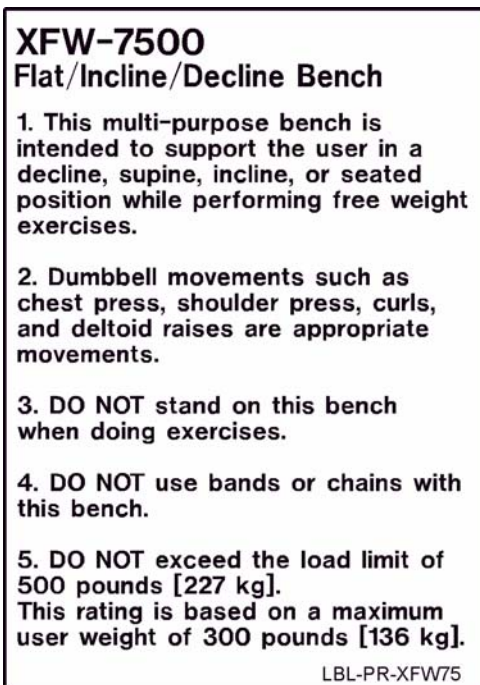 XFW-7500
Flat/Incline/Decline Bench
1. This multi-purpose bench is
intended to support the user in a
decline, supine, incline, or seated
position while performing free weight
exercises.
2. Dumbbell movements such as
chest press, shoulder press, curls,
and deltoid raises are appropriate
movements.
3. DO NOT stand on this bench
when doing exercises.
4. DO NOT use bands or chains with
this bench.
5. DO NOT exceed the load limit of
500 pounds [227 kg].
This rating is based on a maximum
user weight of 300 pounds [136 kg].
LBL-PR-XFW75